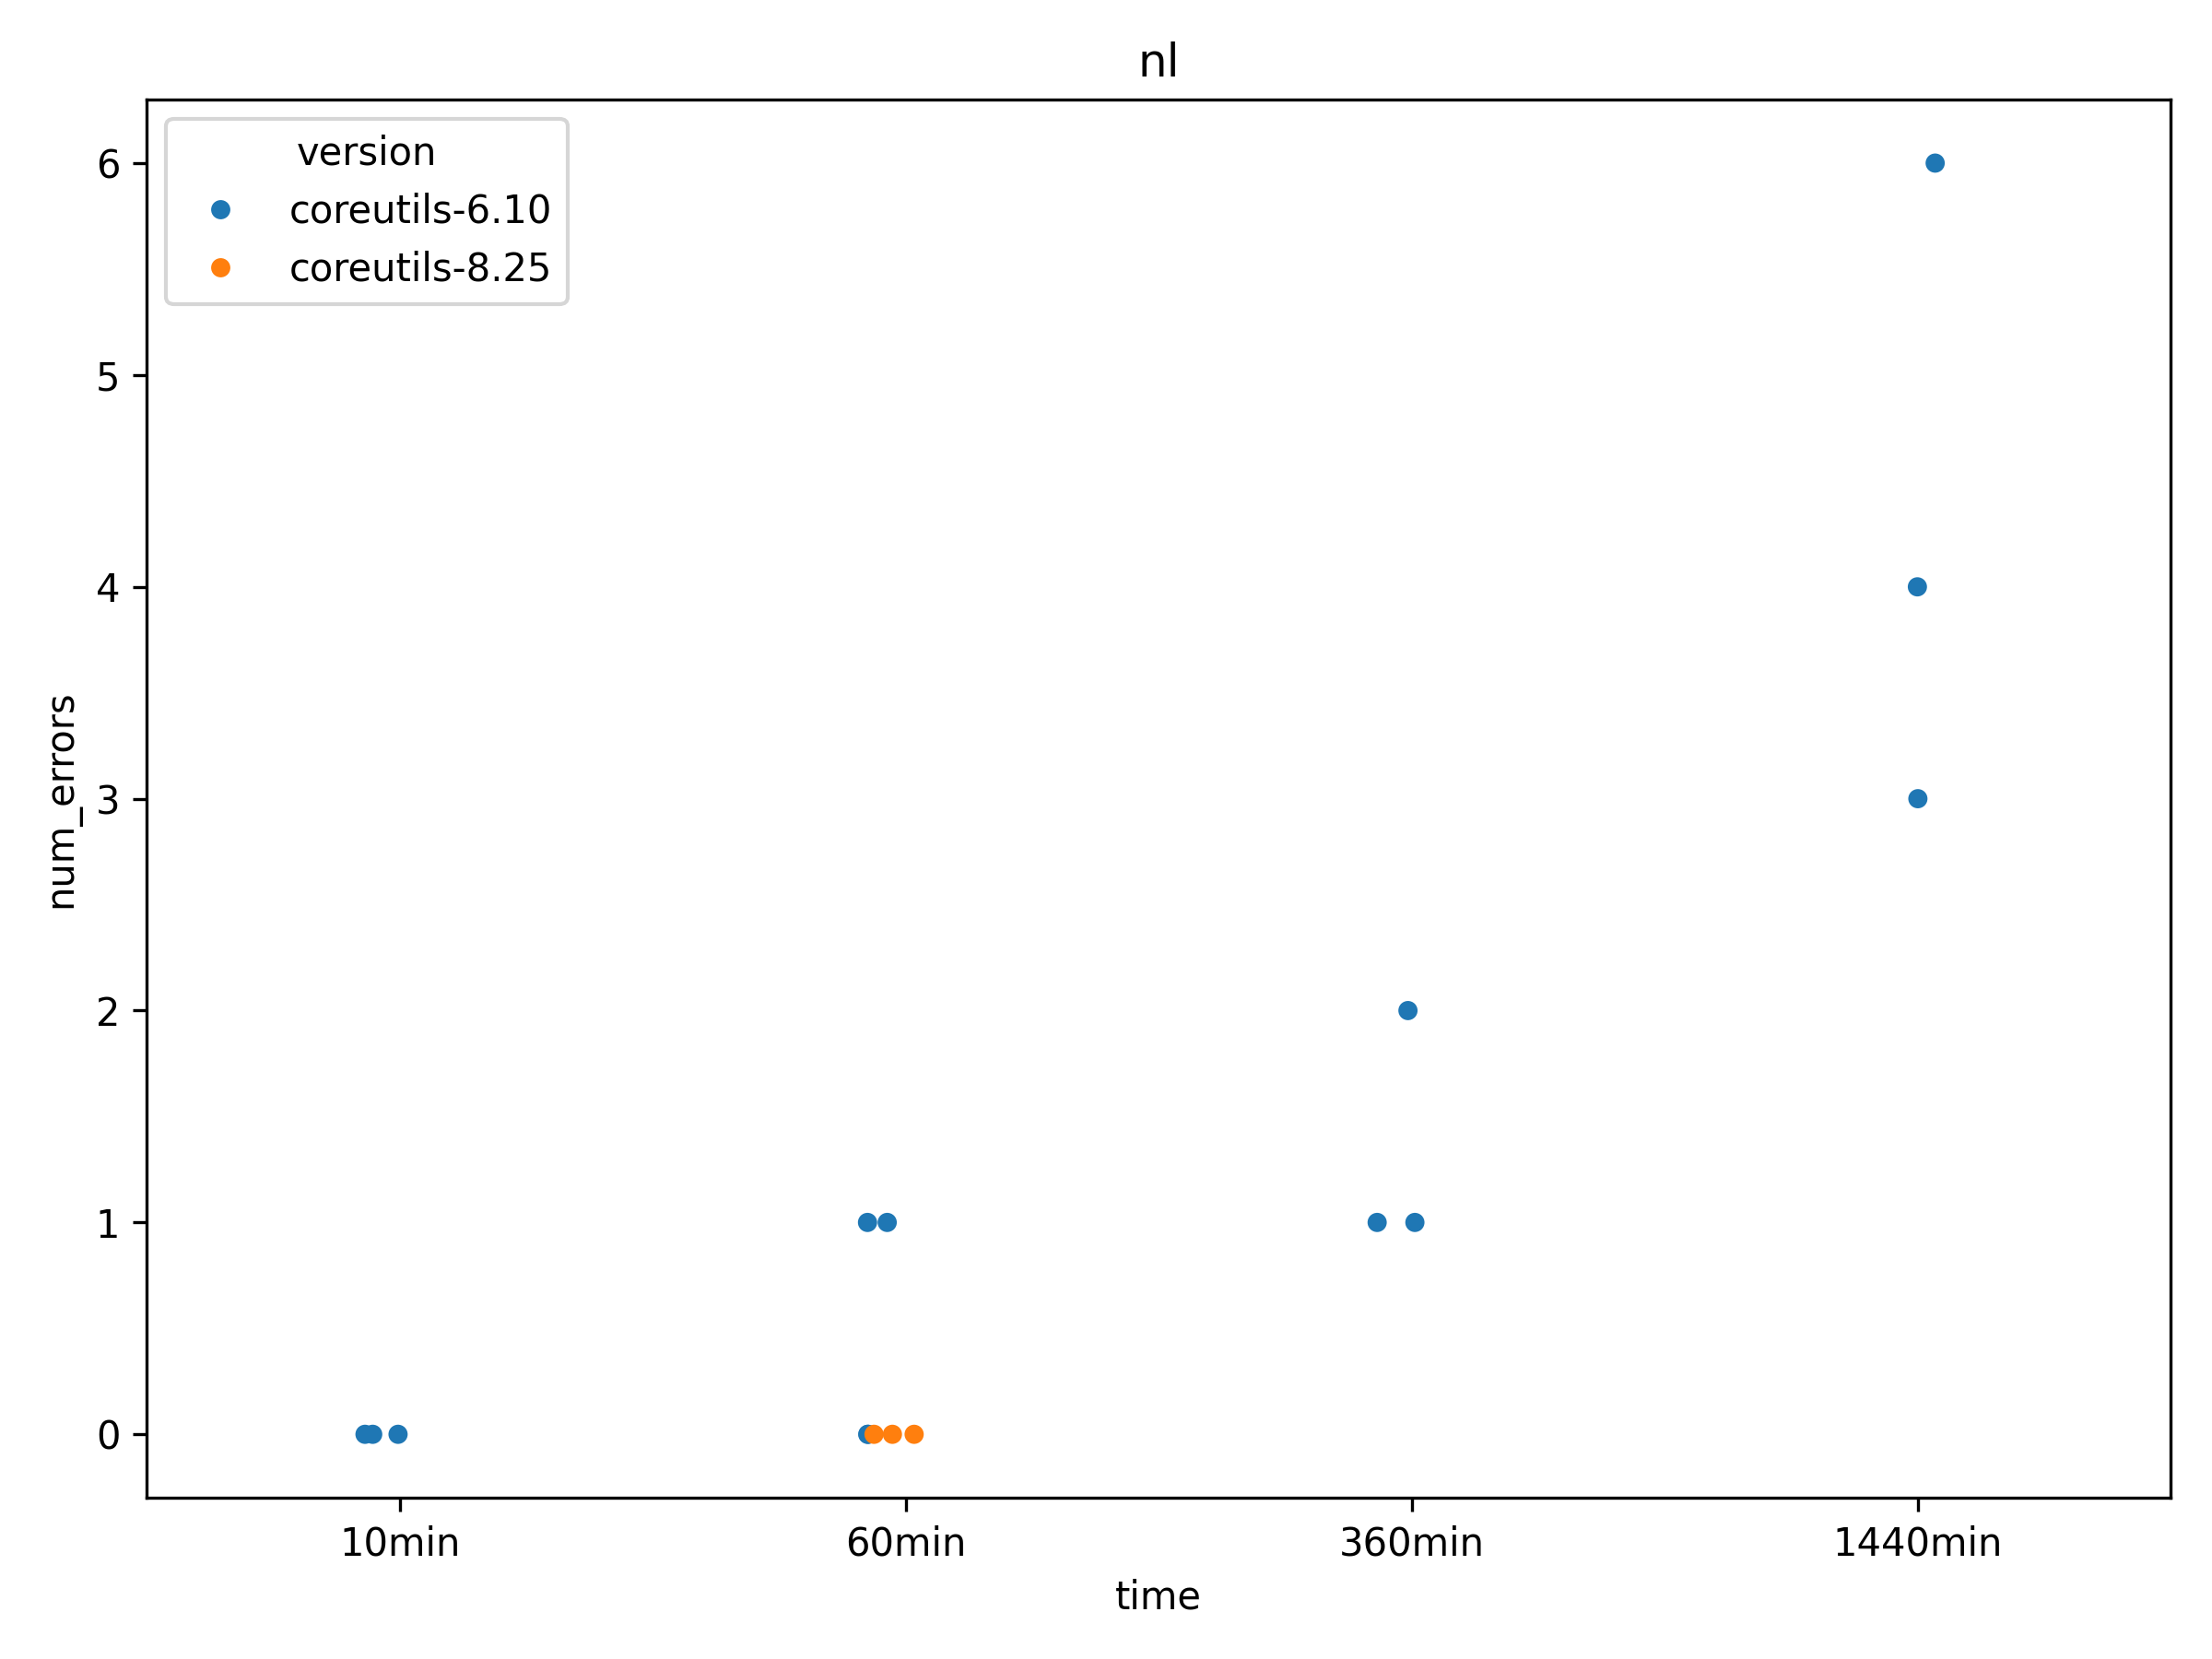 nl
version
coreutils-6.10
coreutils-8.25
6
5
4
3
2
1
0
num_errors
10min 60min 360min 1440min
time